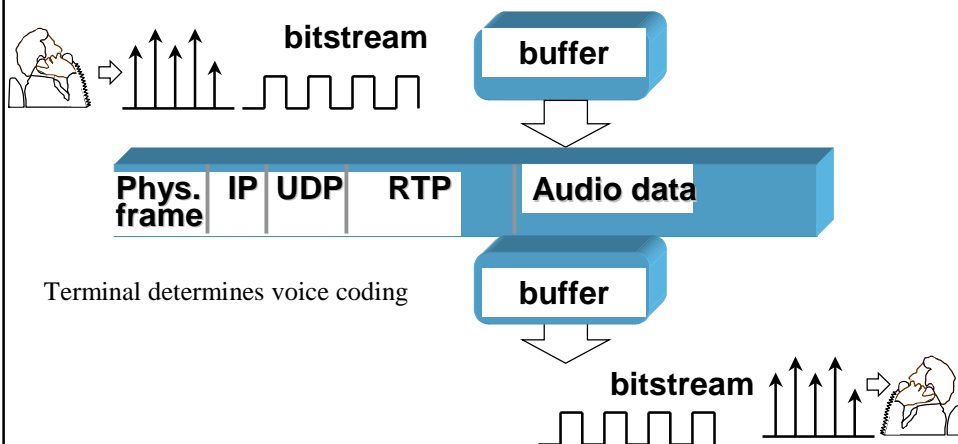 bitstream
buffer
Phys. frame
IP
UDP
RTP
Audio data
Terminal determines voice coding
buffer
bitstream